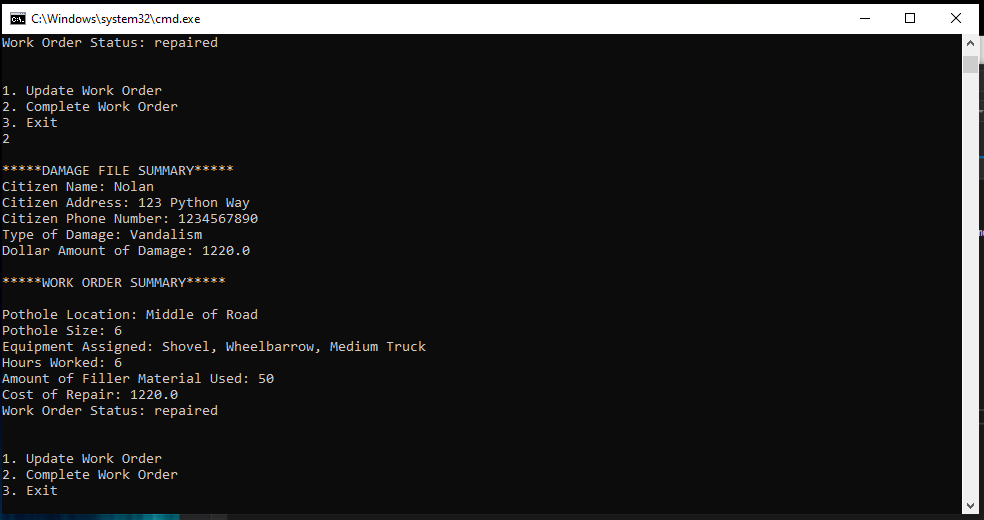 C:\Windows\system32\cmd.exe
Work Order Status: repaired
1. Update Work Order
2. Complete Work Order
3. Exit
2
*****DAMAGE FILE SUMMARY*****
Citizen Name: Nolan
Citizen Address: 123 Python Way
Citizen Phone Number: 1234567890
Type of Damage: Vandalism
Dollar Amount of Damage: 1220.0
*****WORK ORDER SUMMARY*****
Pothole Location: Middle of Road
Pothole Size: 6
Equipment Assigned: Shovel, Wheelbarrow, Medium Truck
Hours Worked: 6
Amount of Filler Material Used: 50
Cost of Repair: 1220.0
Work Order Status: repaired
1. Update Work Order
2. Complete Work Order
3. Exit